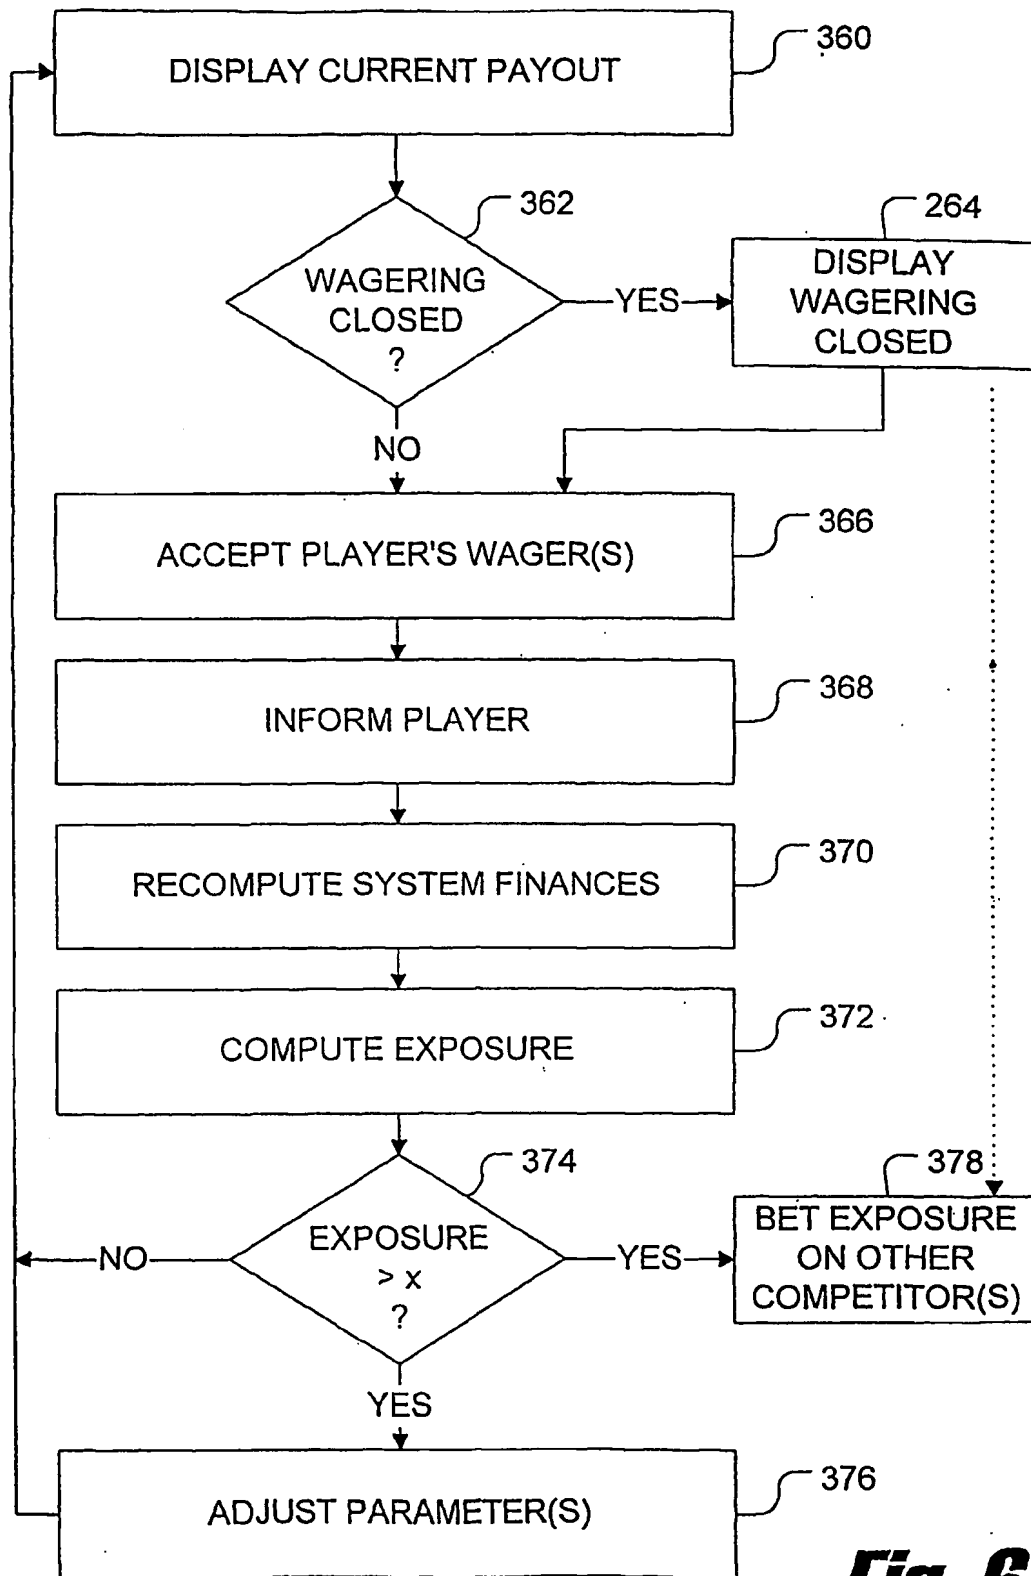 DISPLAY CURRENT PAYOUT
360
362
WAGERING
CLOSED
?
YES
264
DISPLAY
WAGERING
CLOSED
NO
ACCEPT PLAYER'S WAGER(S)
366
INFORM PLAYER
368
RECOMPUTE SYSTEM FINANCES
370
COMPUTE EXPOSURE
372
374
EXPOSURE
> x
?
NO
YES
378
BET EXPOSURE
ON OTHER
COMPETITOR(S)
YES
ADJUST PARAMETER(S)
376
Fig. 6